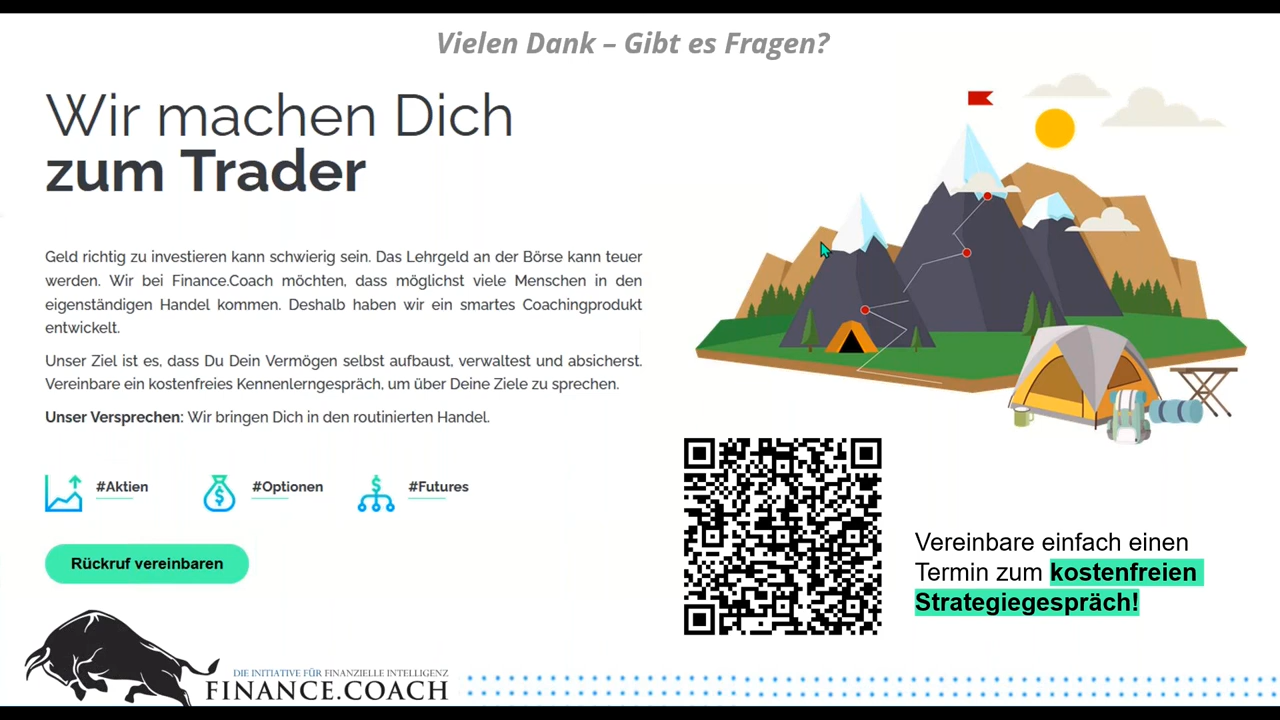 Vielen Dank – Gibt es Fragen?
Wir machen Dich
zum Trader
Geld richtig zu investieren kann schwierig sein. Das Lehrgeld an der Börse kann teuer
werden. Wir bei Finance.Coach möchten, dass möglichst viele Menschen in den
eigenständigen Handel kommen. Deshalb haben wir ein smartes Coachingprodukt
entwickelt.
Unser Ziel ist es, dass Du Dein Vermögen selbst aufbaust, verwaltest und absicherst.
Vereinbare ein kostenfreies Kennenlerngespräch, um über Deine Ziele zu sprechen.
Unser Versprechen: Wir bringen Dich in den routinierten Handel.
#Aktien
#Optionen
#Futures
Rückruf vereinbaren
Vereinbare einfach einen
Termin zum kostenfreien
Strategiegespräch!
DIE INITIATIVE FÜR FINANZIELLE INTELLIGENZ
FINANCE.COACH